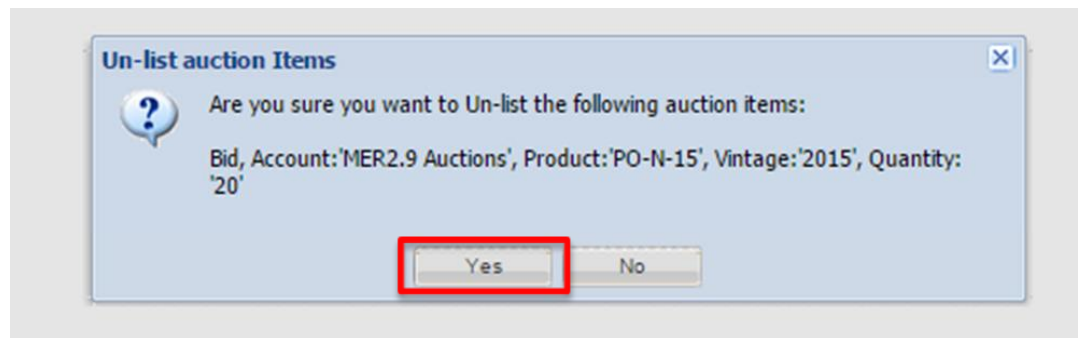 Un-list auction Items
Are you sure you want to Un-list the following auction items:
Bid, Account:'MER2.9 Auctions', Product:'PO-N-15', Vintage:'2015', Quantity:
'20'
Yes No